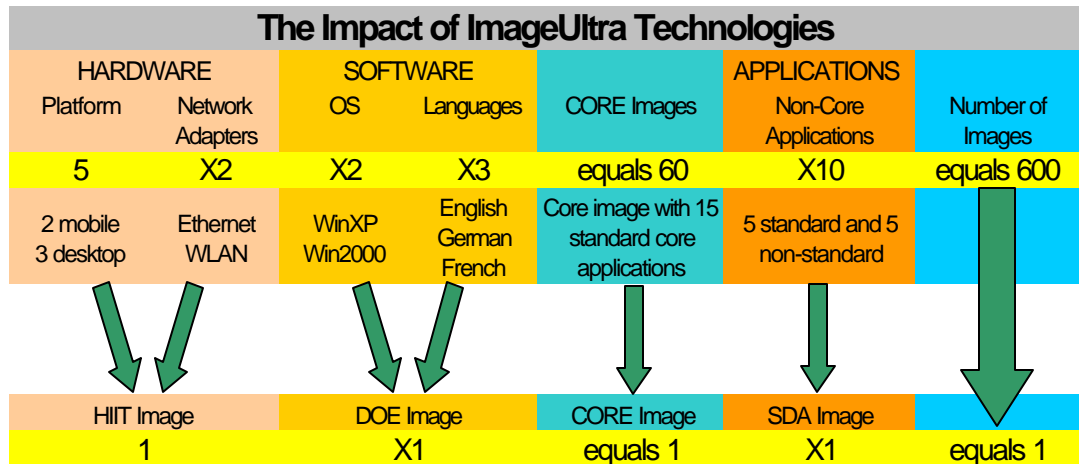 The Impact of ImageUltra Technologies
HARDWARE SOFTWARE APPLICATIONS
Platform Network OS Languages CORE Images Non-Core Number of
Adapters Applications Images
5 X2 X2 X3 equals 60 X10 equals 600
2 mobile Ethernet WinXP English Core image with 15 5 standard and 5
3 desktop WLAN Win2000 German standard core non-standard
French applications
HIIT Image DOE Image CORE Image SDA Image
1 X1 equals 1 X1 equals 1